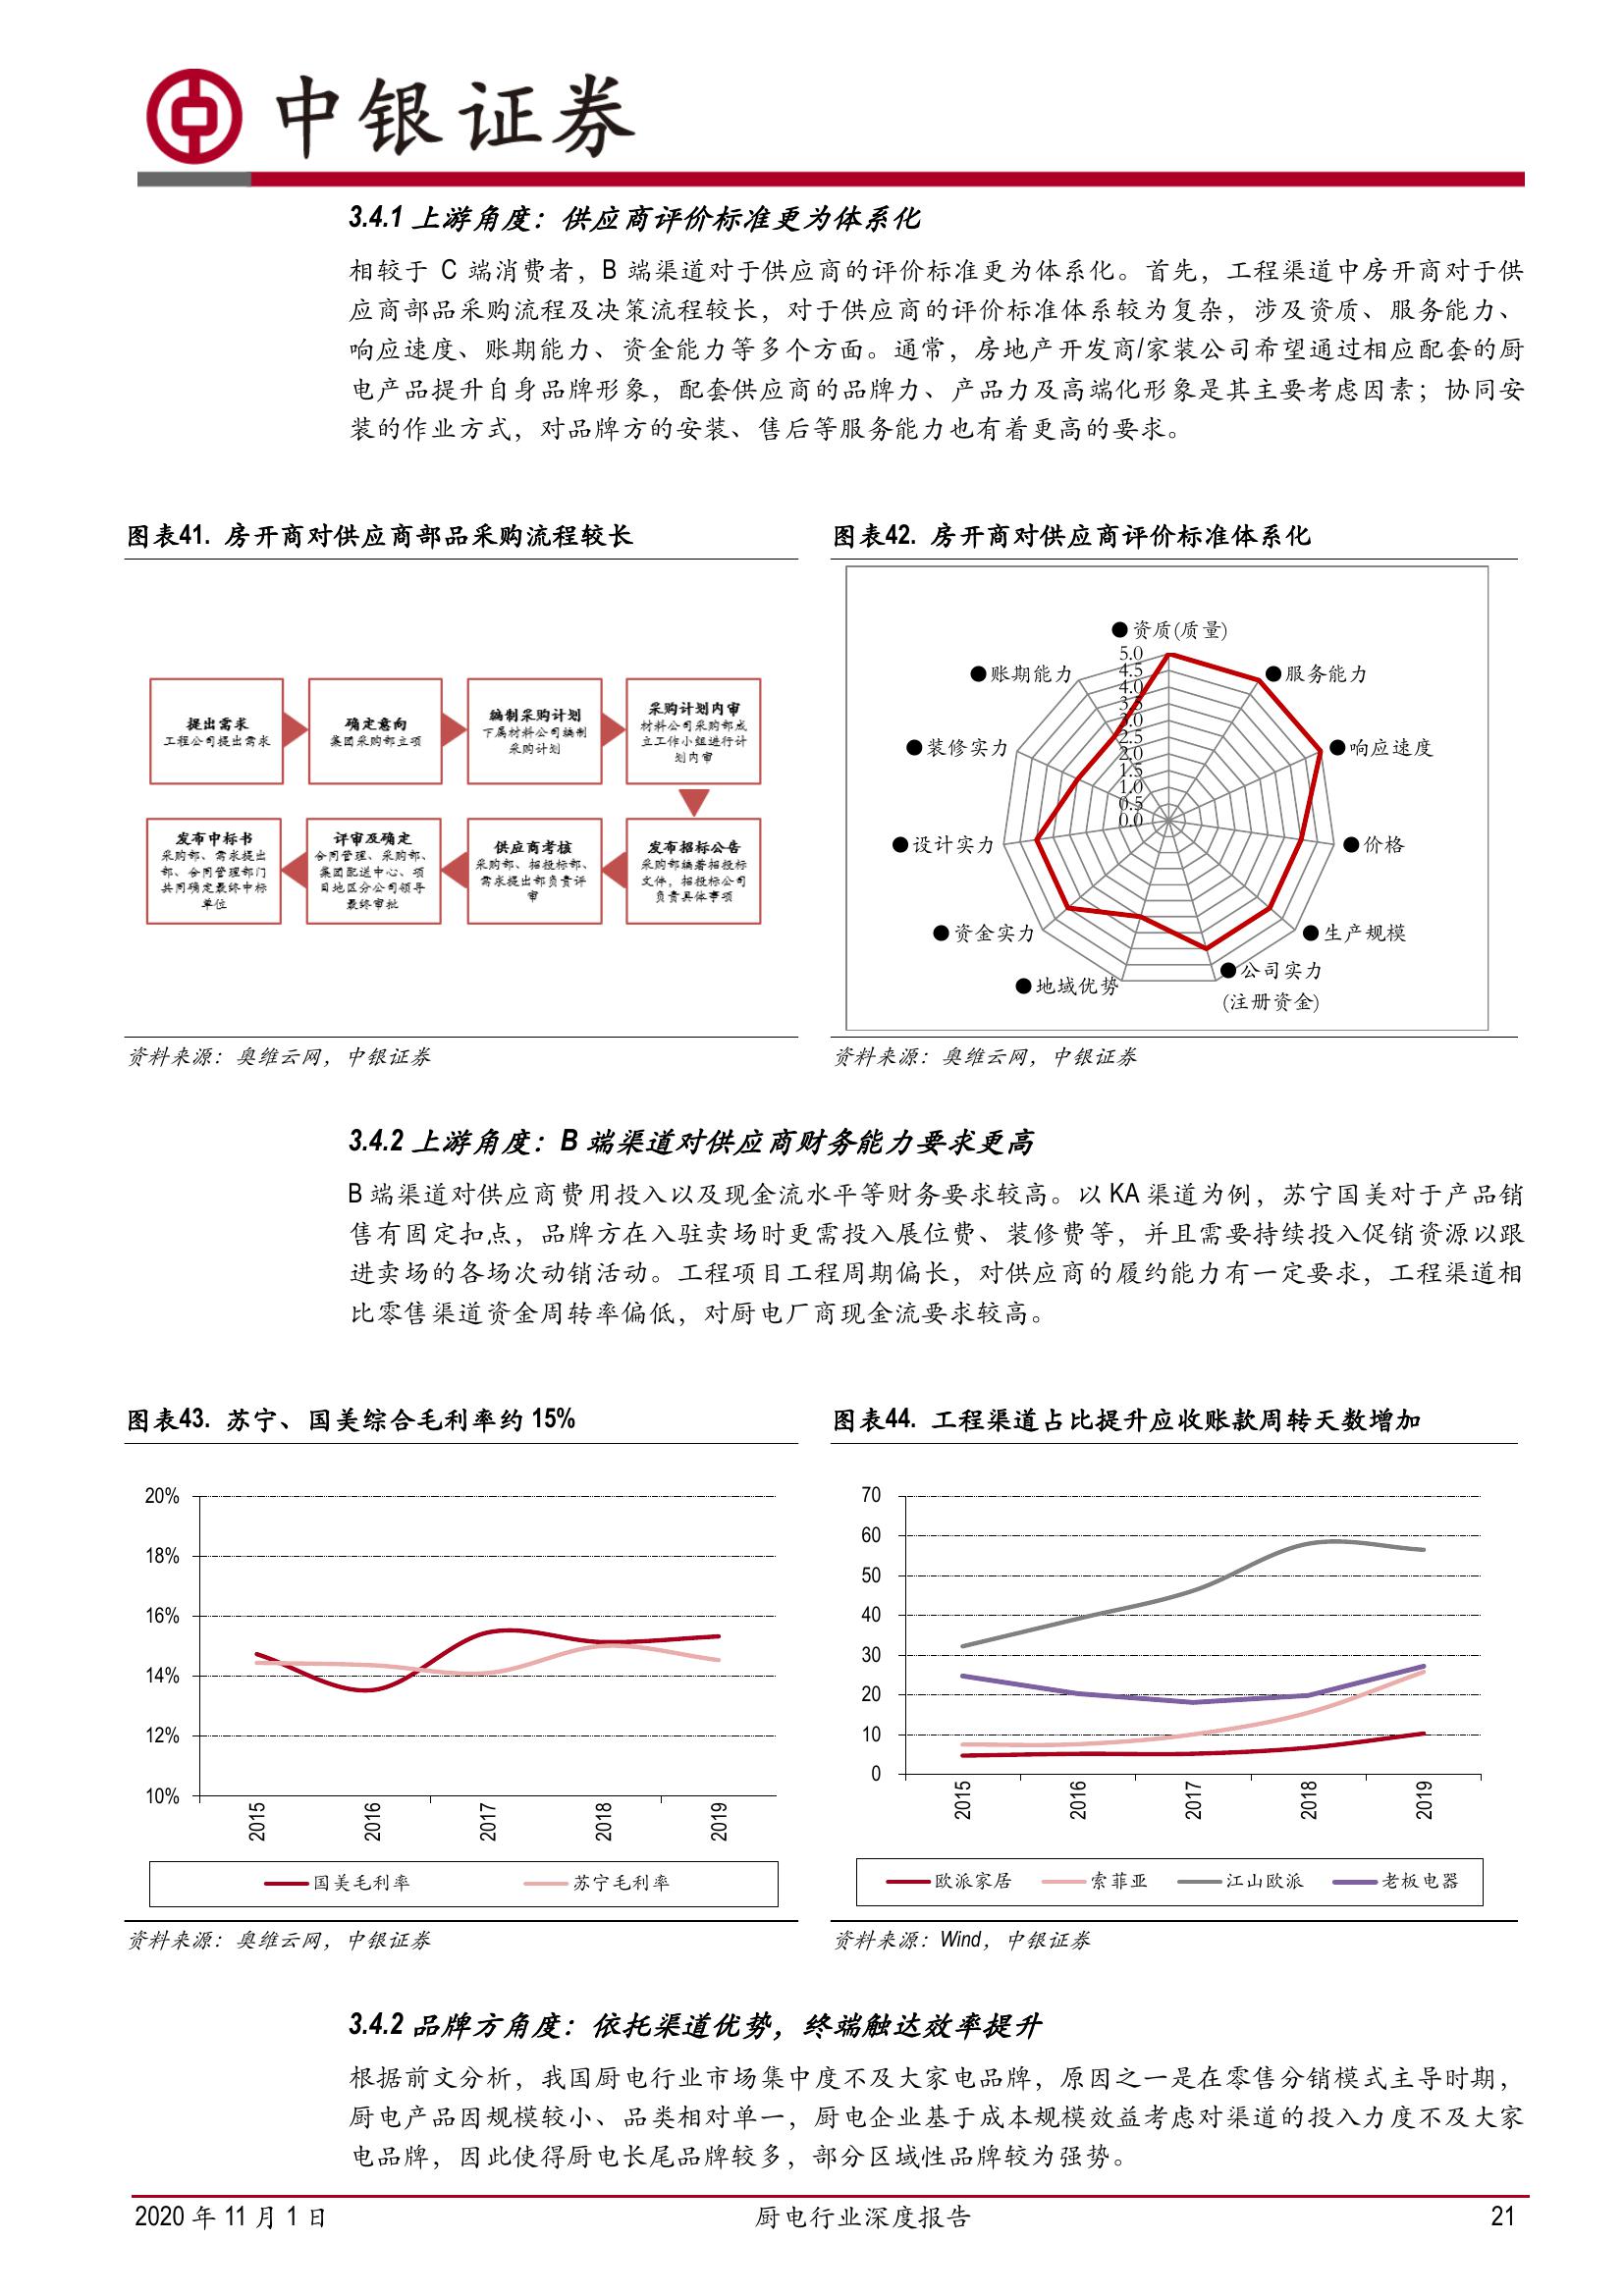 中银证券
3.4.1 上游角度：供应商评价标准更为体系化
相较于 C 端消费者，B 端渠道对于供应商的评价标准更为体系化。首先，工程渠道中房开商对于供
应商部品采购流程及决策流程较长，对于供应商的评价标准体系较为复杂，涉及资质、服务能力、
响应速度、账期能力、资金能力等多个方面。通常，房地产开发商/家装公司希望通过相应配套的厨
电产品提升自身品牌形象，配套供应商的品牌力、产品力及高端化形象是其主要考虑因素；协同安
装的作业方式，对品牌方的安装、售后等服务能力也有着更高的要求。
图表41. 房开商对供应商部品采购流程较长
提出需求
工程公司提出需求
确定意向
集团采购部立项
编制采购计划
下属材料公司编制
采购计划
采购计划内审
材料公司采购部成
立工作小组进行计
划内审
发布中标书
采购部、需求提出
部、合同管理部门
共同确定最终中标
单位
评审及确定
合同管理、采购部、
集团配送中心、项
目地区分公司领导
最终审批
供应商考核
采购部、招投标部、
需求提出部负责评
审
发布招标公告
采购部编著招投标
文件，招投标公司
负责具体事项
资料来源：奥维云网，中银证券
图表42. 房开商对供应商评价标准体系化
●资质(质量)
●服务能力
●响应速度
●价格
●生产规模
●公司实力
(注册资金)
●地域优势
●资金实力
●设计实力
●装修实力
●账期能力
5.0
4.5
4.0
3.5
3.0
2.5
2.0
1.5
1.0
0.5
0.0
资料来源：奥维云网，中银证券
3.4.2 上游角度：B 端渠道对供应商财务能力要求更高
B 端渠道对供应商费用投入以及现金流水平等财务要求较高。以 KA 渠道为例，苏宁国美对于产品销
售有固定扣点，品牌方在入驻卖场时更需投入展位费、装修费等，并且需要持续投入促销资源以跟
进卖场的各场次动销活动。工程项目工程周期偏长，对供应商的履约能力有一定要求，工程渠道相
比零售渠道资金周转率偏低，对厨电厂商现金流要求较高。
图表43. 苏宁、国美综合毛利率约 15%
20%
18%
16%
14%
12%
10%
2015
2016
2017
2018
2019
国美毛利率
苏宁毛利率
资料来源：奥维云网，中银证券
图表44. 工程渠道占比提升应收账款周转天数增加
70
60
50
40
30
20
10
0
2015
2016
2017
2018
2019
欧派家居
索菲亚
江山欧派
老板电器
资料来源：Wind，中银证券
3.4.2 品牌方角度：依托渠道优势，终端触达效率提升
根据前文分析，我国厨电行业市场集中度不及大家电品牌，原因之一是在零售分销模式主导时期，
厨电产品因规模较小、品类相对单一，厨电企业基于成本规模效益考虑对渠道的投入力度不及大家
电品牌，因此使得厨电长尾品牌较多，部分区域性品牌较为强势。
2020 年 11 月 1 日
厨电行业深度报告
21